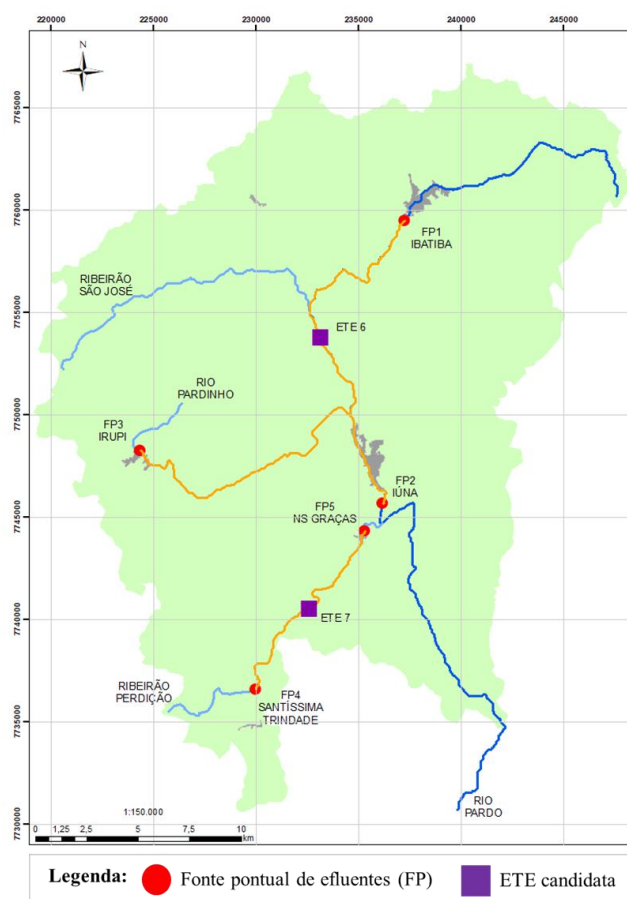 220000 225000 230000 235000 240000 245000
N
7765000
7760000
FP1
IBATIBA
RIBEIRÃO
SÃO JOSÉ
7755000
ETE 6
RIO
PARDINHO
7750000
FP3
IRUPI
FP2
IÚNA
7745000
FP5
NS GRAÇAS
7740000
ETE 7
RIBEIRÃO
PERDIÇÃO
FP4
SANTÍSSIMA
TRINDADE
7735000
RIO
PARDO
7730000
1:150.000
0 1,25 2,5 5 7,5 10
km
Legenda: Fonte pontual de efluentes (FP) ETE candidata